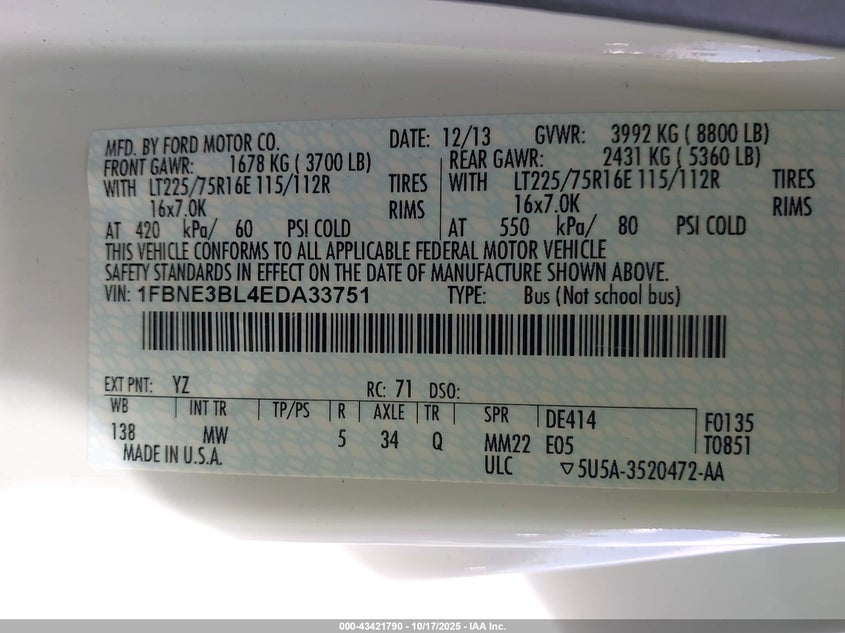 MFD. BY FORD MOTOR CO. DATE: 12/13 GVWR: 3992 KG ( 8800 LB)
FRONT GAWR: 1678 KG ( 3700 LB) REAR GAWR: 2431 KG ( 5360 LB)
WITH LT225/75R16E 115/112R TIRES WITH LT225/75R16E 115/112R TIRES
16x7.0K RIMS 16x7.0K RIMS
AT 420 kPa/ 60 PSI COLD AT 550 kPa/ 80 PSI COLD
THIS VEHICLE CONFORMS TO ALL APPLICABLE FEDERAL MOTOR VEHICLE
SAFETY STANDARDS IN EFFECT ON THE DATE OF MANUFACTURE SHOWN ABOVE.
VIN: 1FBNE3BL4EDA33751 TYPE: Bus (Not school bus)
EXT PNT: YZ RC: 71 DSO:
WB INT TR TP/PS R AXLE TR SPR DE414 F0135
138 MW 5 34 Q MM22 E05 T0851
MADE IN U.S.A. ULC ▽5U5A-3520472-AA
000-43421790 - 10/17/2025 - IAA Inc.